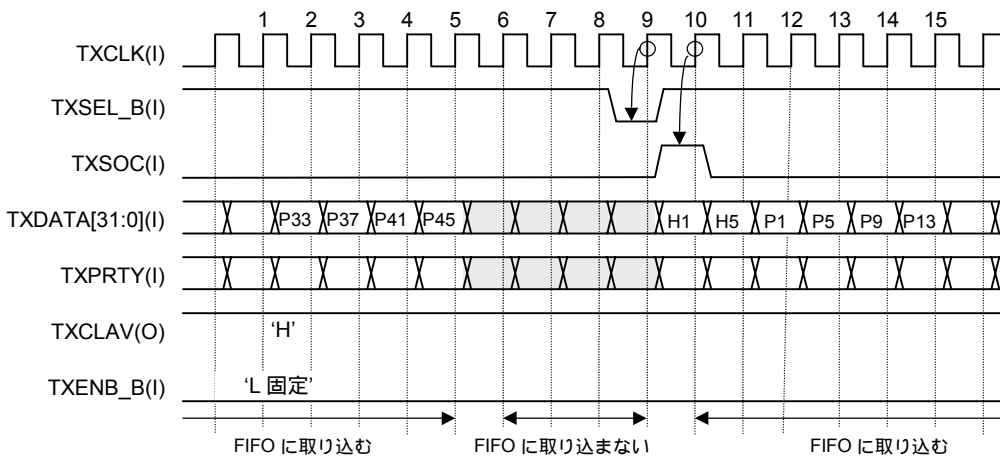 1 2 3 4 5 6 7 8 9 10 11 12 13 14 15
TXCLK(I)
TXSEL_B(I)
TXSOC(I)
TXDATA[31:0](I) P33 P37 P41 P45 H1 H5 P1 P5 P9 P13
TXPRTY(I)
TXCLAV(O) ‘H’
TXENB_B(I) ‘L 固定’
FIFO に取り込む FIFO に取り込まない FIFO に取り込む